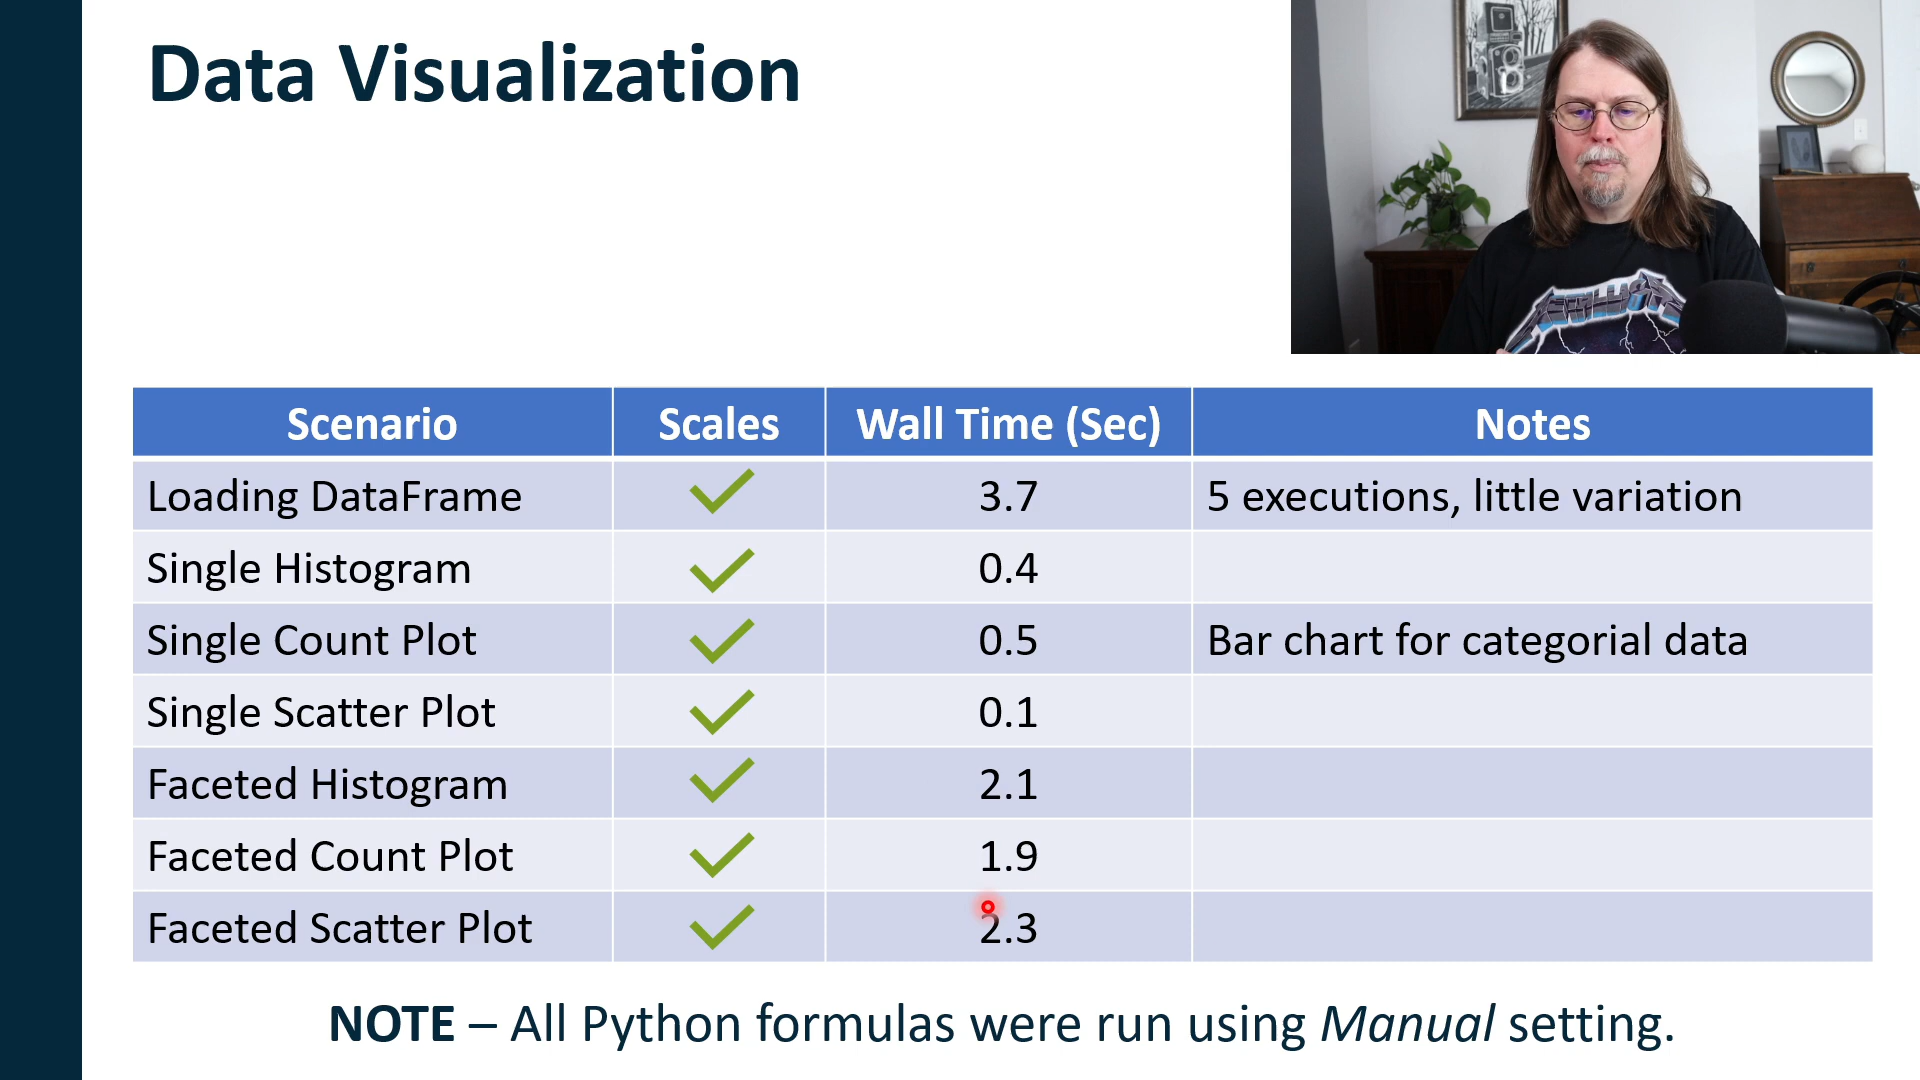 Data Visualization
METALLICA
Scenario Scales Wall Time (Sec) Notes
Loading DataFrame 3.7 5 executions, little variation
Single Histogram 0.4
Single Count Plot 0.5 Bar chart for categorial data
Single Scatter Plot 0.1
Faceted Histogram 2.1
Faceted Count Plot 1.9
Faceted Scatter Plot 2.3
NOTE – All Python formulas were run using Manual setting.